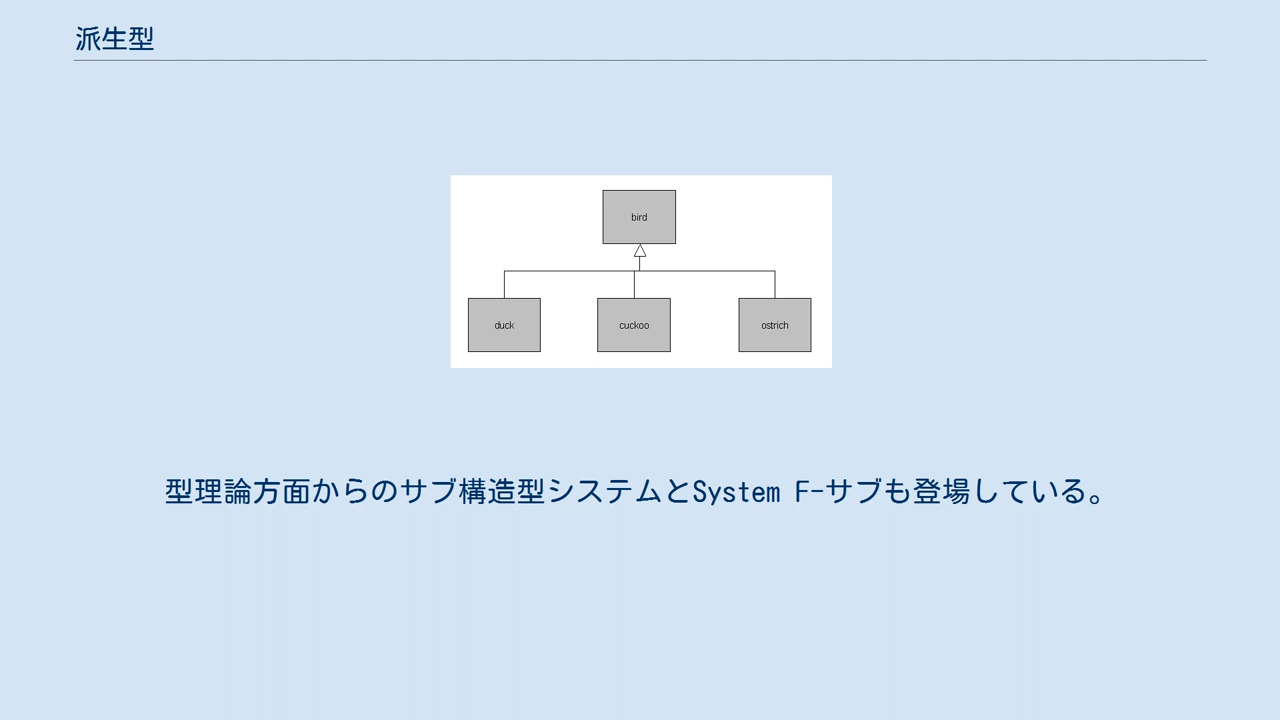 派生型
bird
duck
cuckoo
ostrich
型理論方面からのサブ構造型システムとSystem F-サブも登場している。